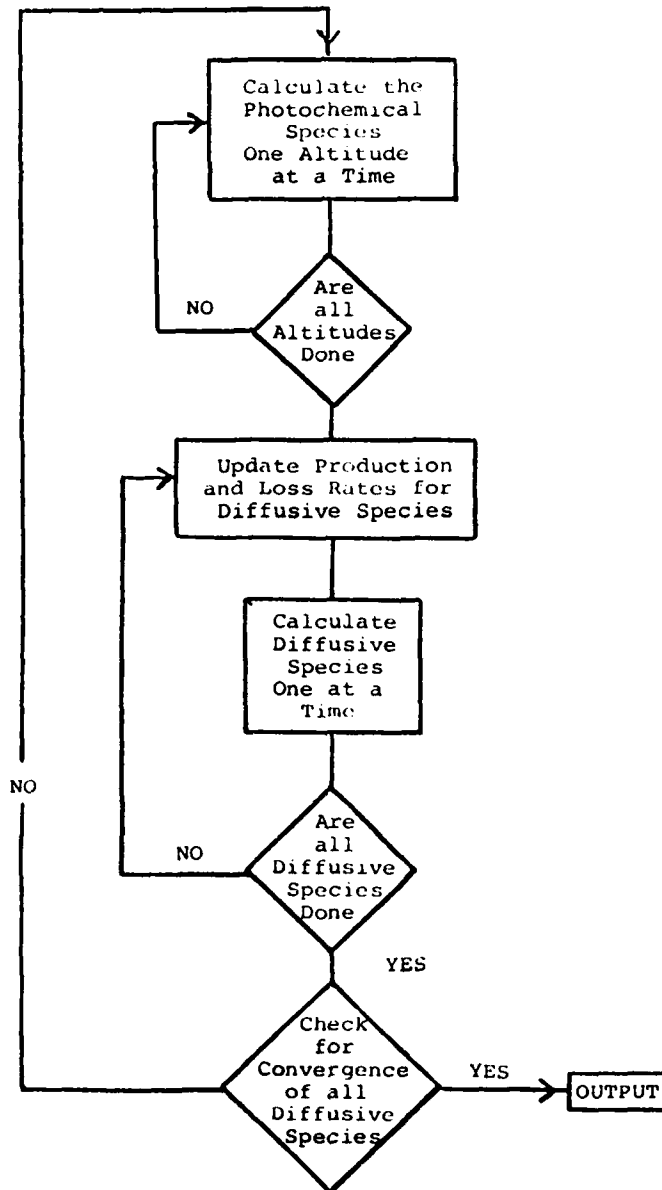 Calculate the
Photochemical
Species
One Altitude
at a Time
NO
Are
all
Altitudes
Done
Update Production
and Loss Rates for
Diffusive Species
Calculate
Diffusive
Species
One at a
Time
NO
NO
Are
all
Diffusive
Species
Done
YES
Check
for
Convergence
of all
Diffusive
Species
YES
OUTPUT